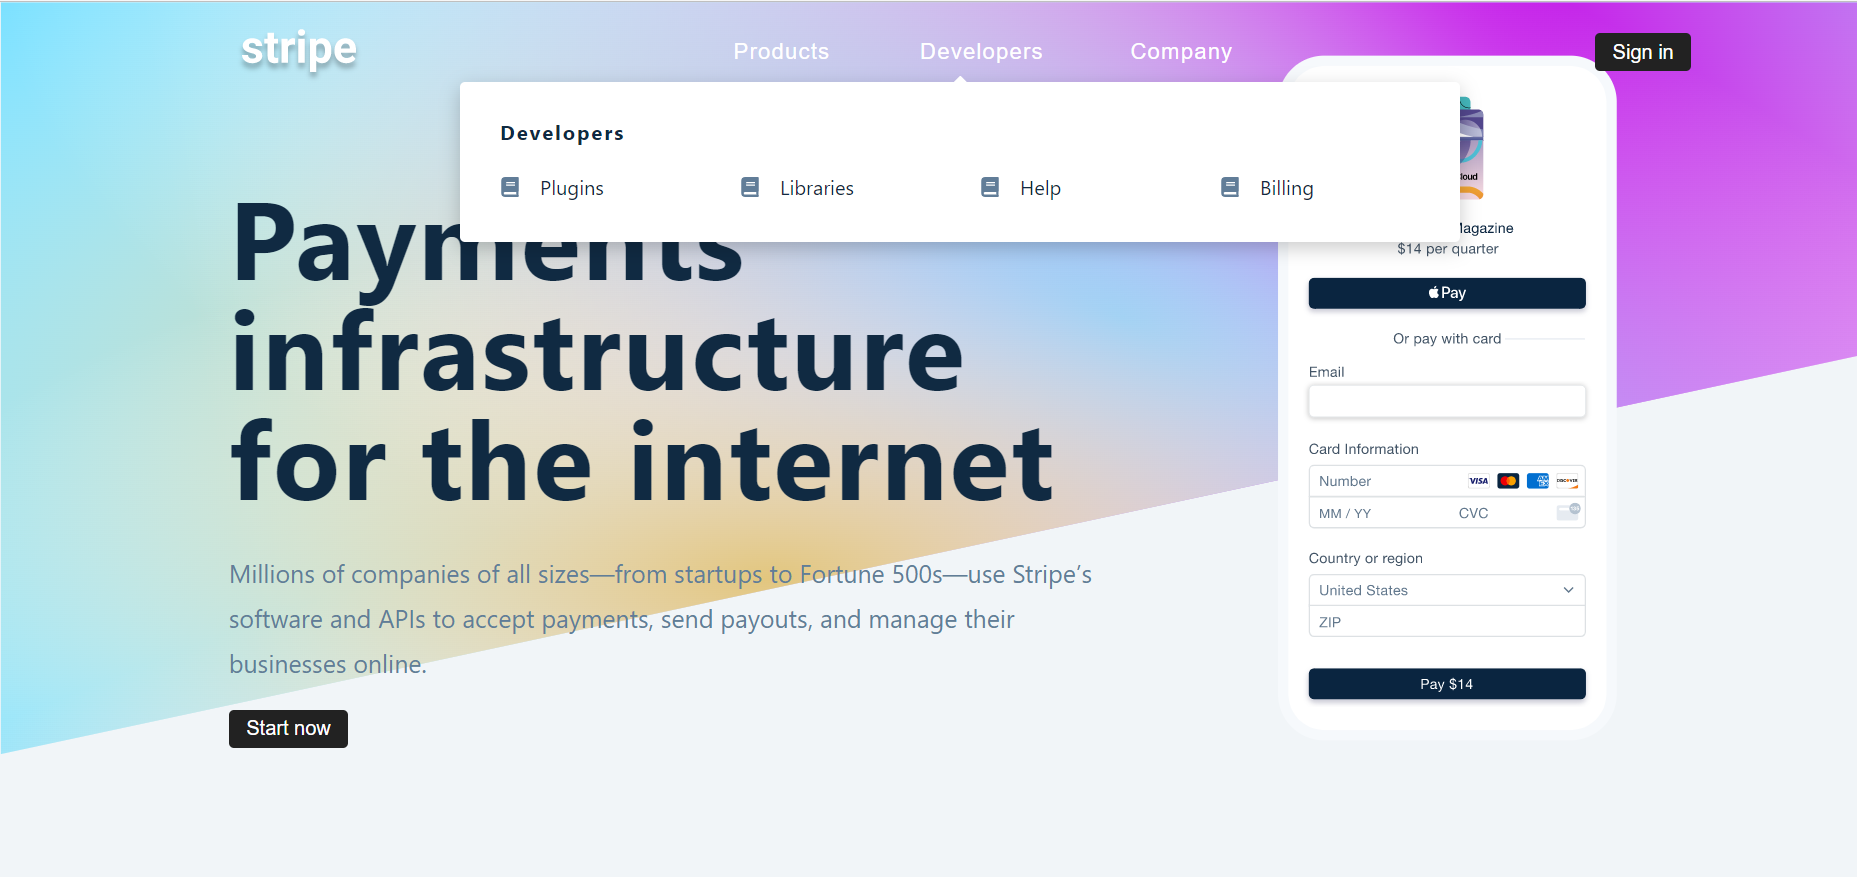 stripe
Products Developers Company
Sign in
Developers
Plugins Libraries Help Billing
Payments
infrastructure
for the internet
Millions of companies of all sizes—from startups to Fortune 500s—use Stripe’s
software and APIs to accept payments, send payouts, and manage their
businesses online.
Start now
Magazine
$14 per quarter
Pay
Or pay with card
Email
Card Information
Number VISA AMEX DISCOVER
MM / YY CVC
Country or region
United States
ZIP
Pay $14